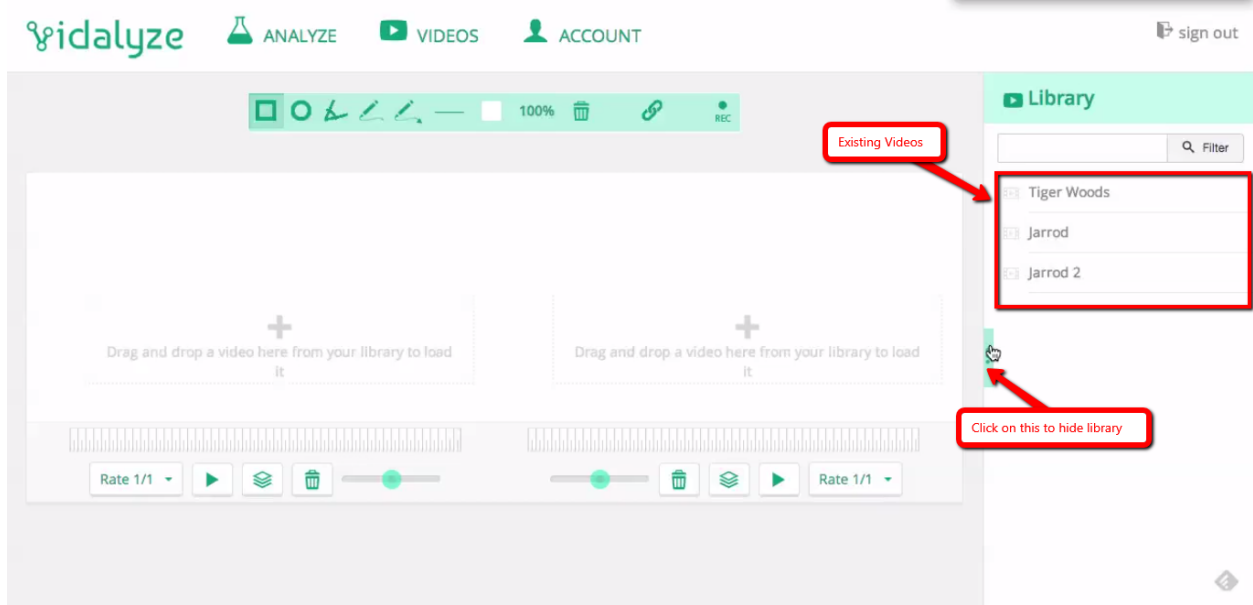 Vidalyze
ANALYZE
VIDEOS
ACCOUNT
sign out
100%
REC
Library
Existing Videos
Filter
Tiger Woods
Jarrod
Jarrod 2
Drag and drop a video here from your library to load
it
Drag and drop a video here from your library to load
it
Click on this to hide library
Rate 1/1
Rate 1/1